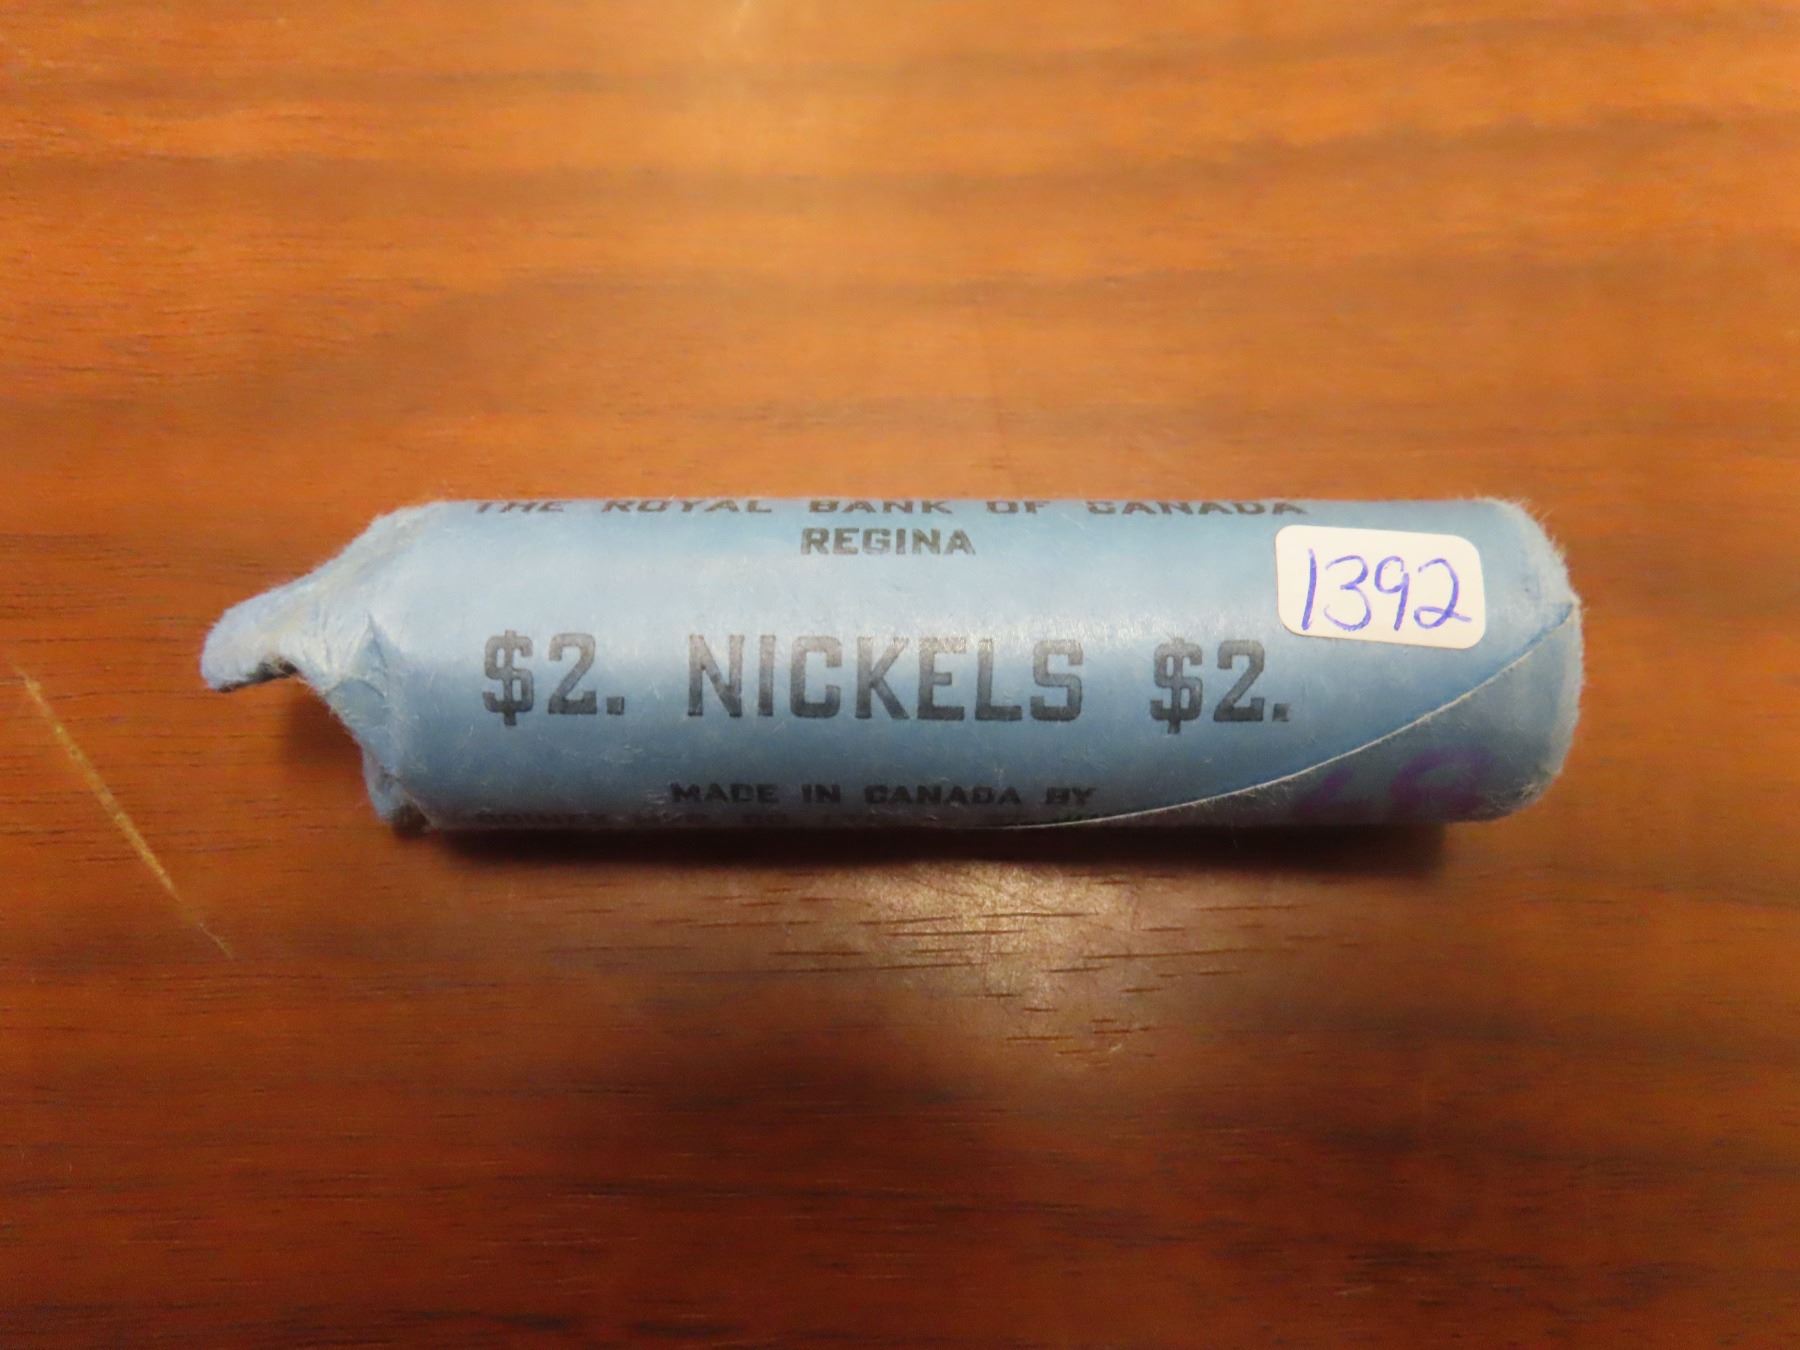 THE ROYAL BANK OF CANADA
REGINA
1392
$2. NICKELS $2.
MADE IN CANADA BY